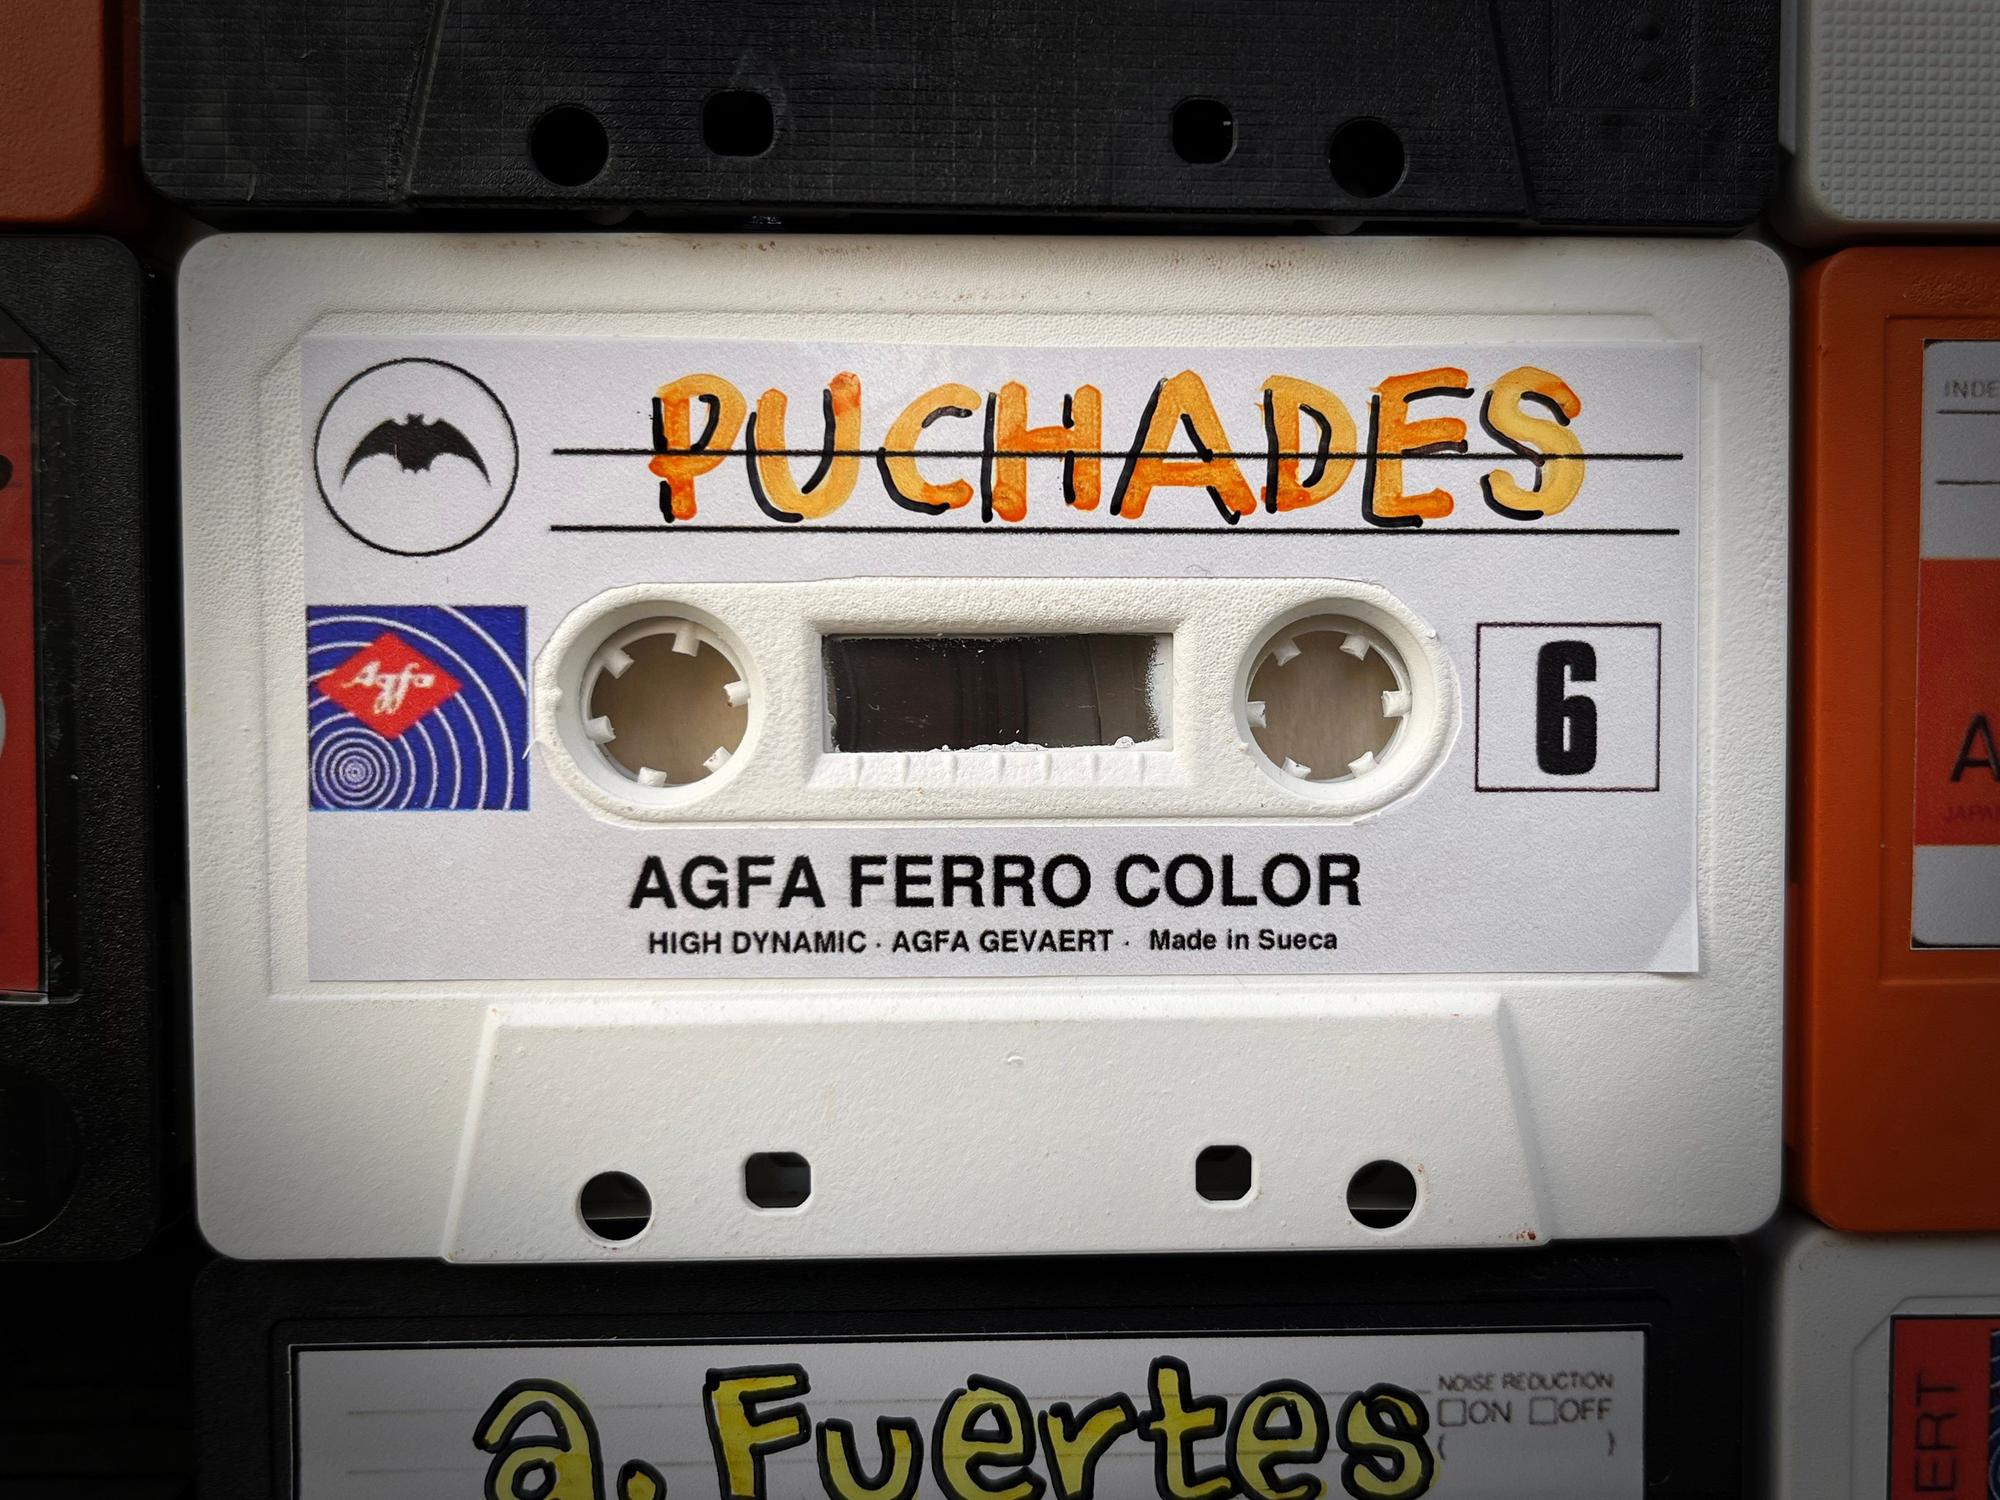 PUCHADES
Agfa
6
AGFA FERRO COLOR
HIGH DYNAMIC · AGFA GEVAERT · Made in Sueca
a. Fuertes
NOISE REDUCTION
ON OFF
( )